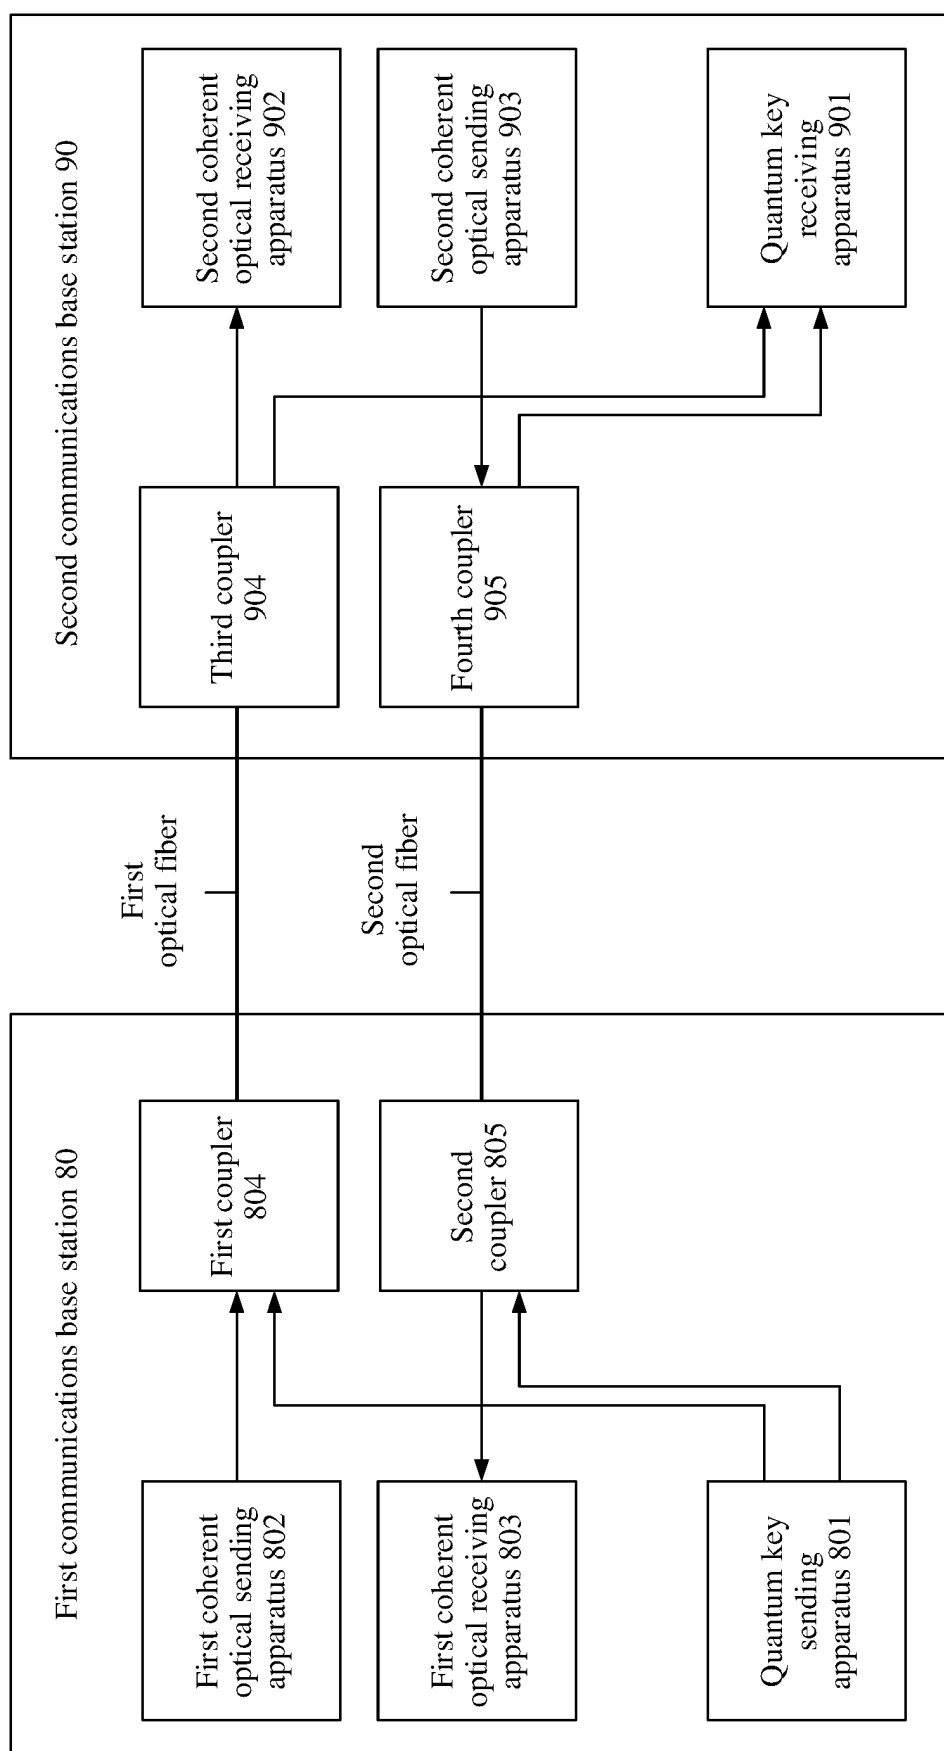 First communications base station 80
First coherent
optical sending
apparatus 802
First coherent
optical receiving
apparatus 803
Quantum key
sending
apparatus 801
First coupler
804
Second
coupler 805
First
optical fiber
Second
optical fiber
Second communications base station 90
Third coupler
904
Fourth coupler
905
Second coherent
optical receiving
apparatus 902
Second coherent
optical sending
apparatus 903
Quantum key
receiving
apparatus 901